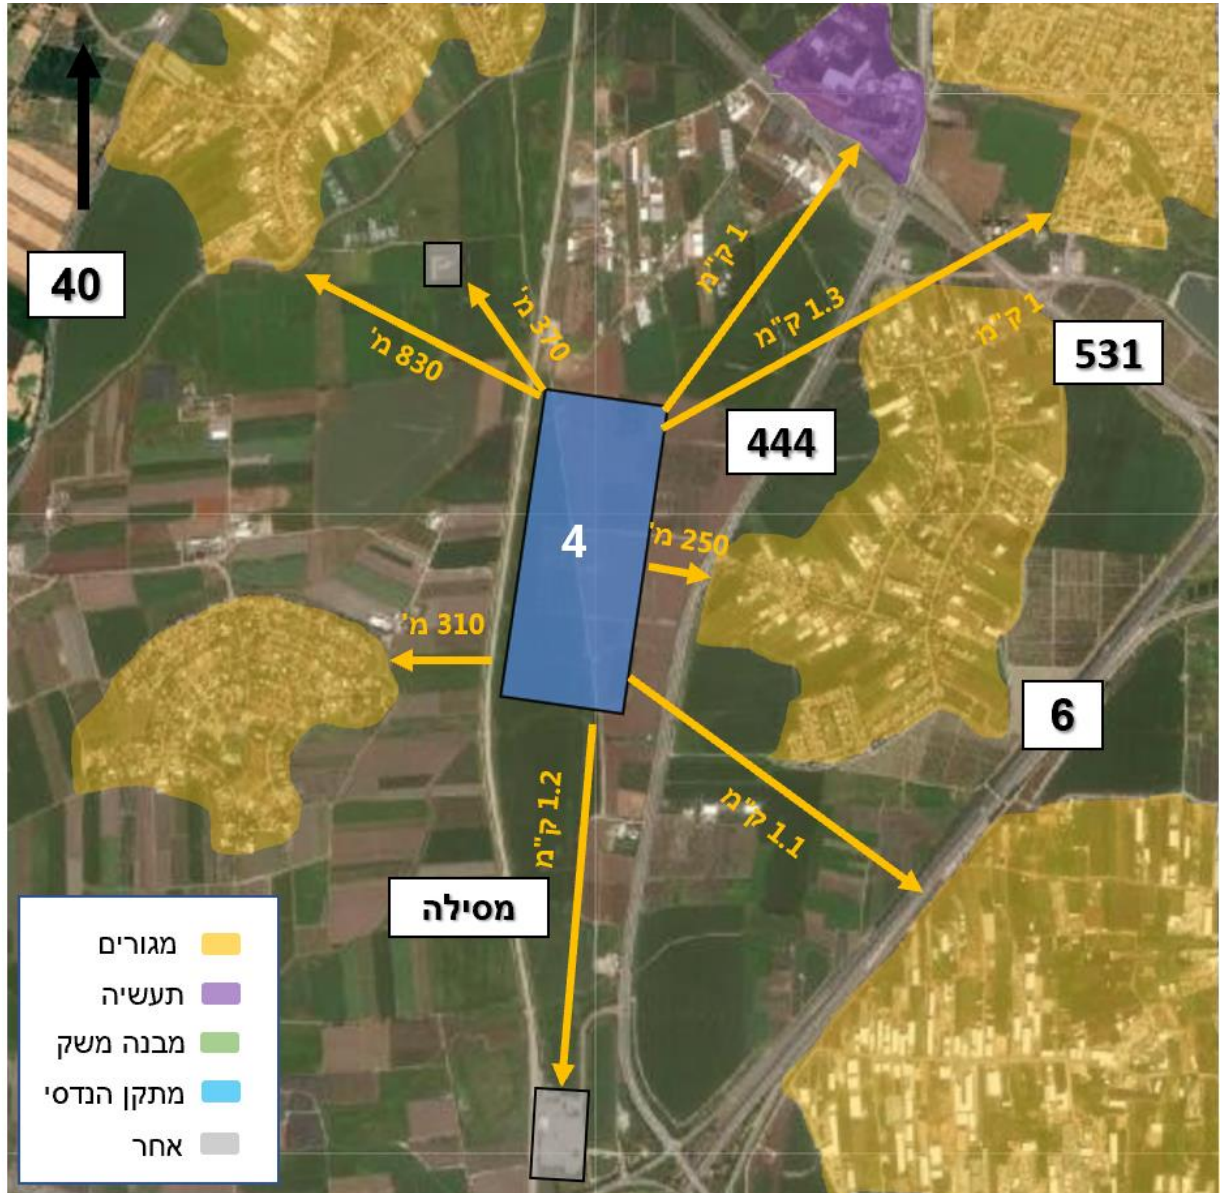 40
830 מ'
370 מ'
1 ק"מ
1.3 ק"מ
1 ק"מ
531
444
4
250 מ'
310 מ'
6
1.2 ק"מ
1.1 ק"מ
מסילה
מגורים
תעשיה
מבנה משק
מתקן הנדסי
אחר